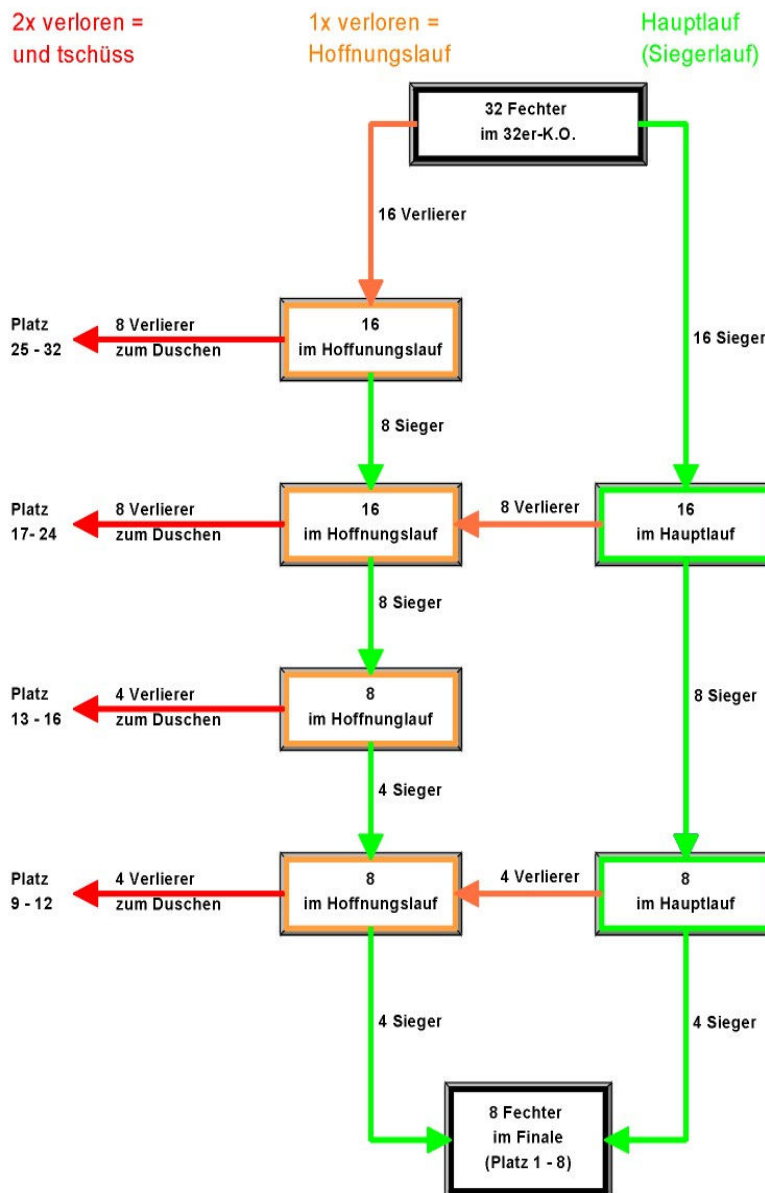 2x verloren =
und tschüss
1x verloren =
Hoffnungslauf
Hauptlauf
(Siegerlauf)
32 Fechter
im 32er-K.O.
16 Verlierer
16 Sieger
Platz
25 - 32
8 Verlierer
zum Duschen
16
im Hoffunungslauf
8 Sieger
Platz
17- 24
8 Verlierer
zum Duschen
16
im Hoffnungslauf
8 Verlierer
16
im Hauptlauf
8 Sieger
8 Sieger
Platz
13 - 16
4 Verlierer
zum Duschen
8
im Hoffnunglauf
4 Sieger
Platz
9 - 12
4 Verlierer
zum Duschen
8
im Hoffnungslauf
4 Verlierer
8
im Hauptlauf
4 Sieger
4 Sieger
8 Fechter
im Finale
(Platz 1 - 8)